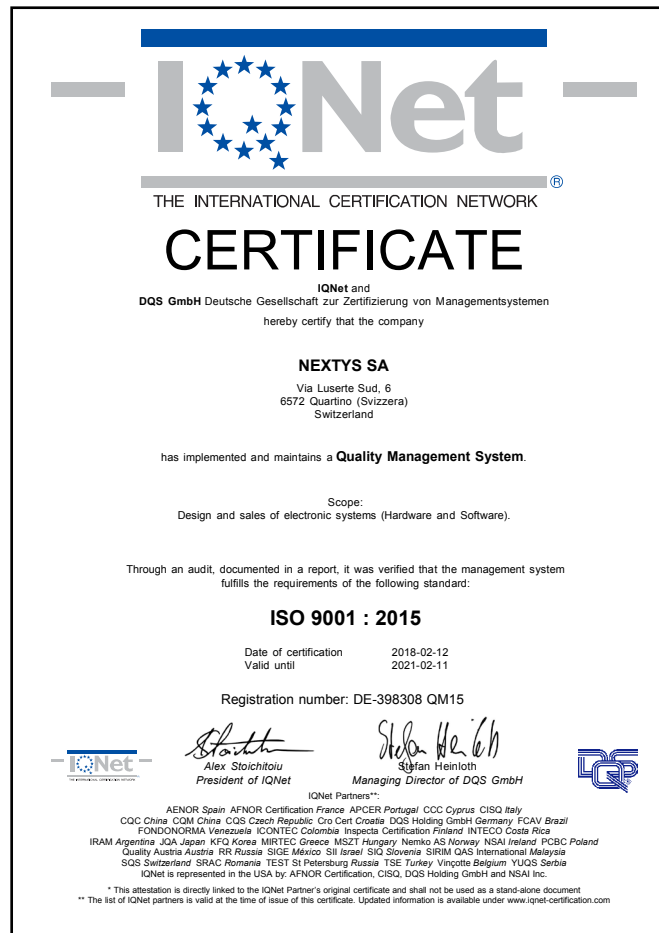 IQNet
®
THE INTERNATIONAL CERTIFICATION NETWORK
CERTIFICATE
IQNet and
DQS GmbH Deutsche Gesellschaft zur Zertifizierung von Managementsystemen
hereby certify that the company
NEXTYS SA
Via Luserte Sud, 6
6572 Quartino (Svizzera)
Switzerland
has implemented and maintains a Quality Management System.
Scope:
Design and sales of electronic systems (Hardware and Software).
Through an audit, documented in a report, it was verified that the management system
fulfills the requirements of the following standard:
ISO 9001 : 2015
Date of certification 2018-02-12
Valid until 2021-02-11
Registration number: DE-398308 QM15
Stefan Heinloth
IQNet
THE INTERNATIONAL CERTIFICATION NETWORK
Alex Stoichitoiu Stefan Heinloth
President of IQNet Managing Director of DQS GmbH
DQS
IQNet Partners**:
AENOR Spain AFNOR Certification France APCER Portugal CCC Cyprus CISQ Italy
CQC China CQM China CQS Czech Republic Cro Cert Croatia DQS Holding GmbH Germany FCAV Brazil
FONDONORMA Venezuela ICONTEC Colombia Inspecta Certification Finland INTECO Costa Rica
IRAM Argentina JQA Japan KFQ Korea MIRTEC Greece MSZT Hungary Nemko AS Norway NSAI Ireland PCBC Poland
Quality Austria Austria RR Russia SIGE México SII Israel SIQ Slovenia SIRIM QAS International Malaysia
SQS Switzerland SRAC Romania TEST St Petersburg Russia TSE Turkey Vinçotte Belgium YUQS Serbia
IQNet is represented in the USA by: AFNOR Certification, CISQ, DQS Holding GmbH and NSAI Inc.
* This attestation is directly linked to the IQNet Partner's original certificate and shall not be used as a stand-alone document
** The list of IQNet partners is valid at the time of issue of this certificate. Updated information is available under www.iqnet-certification.com